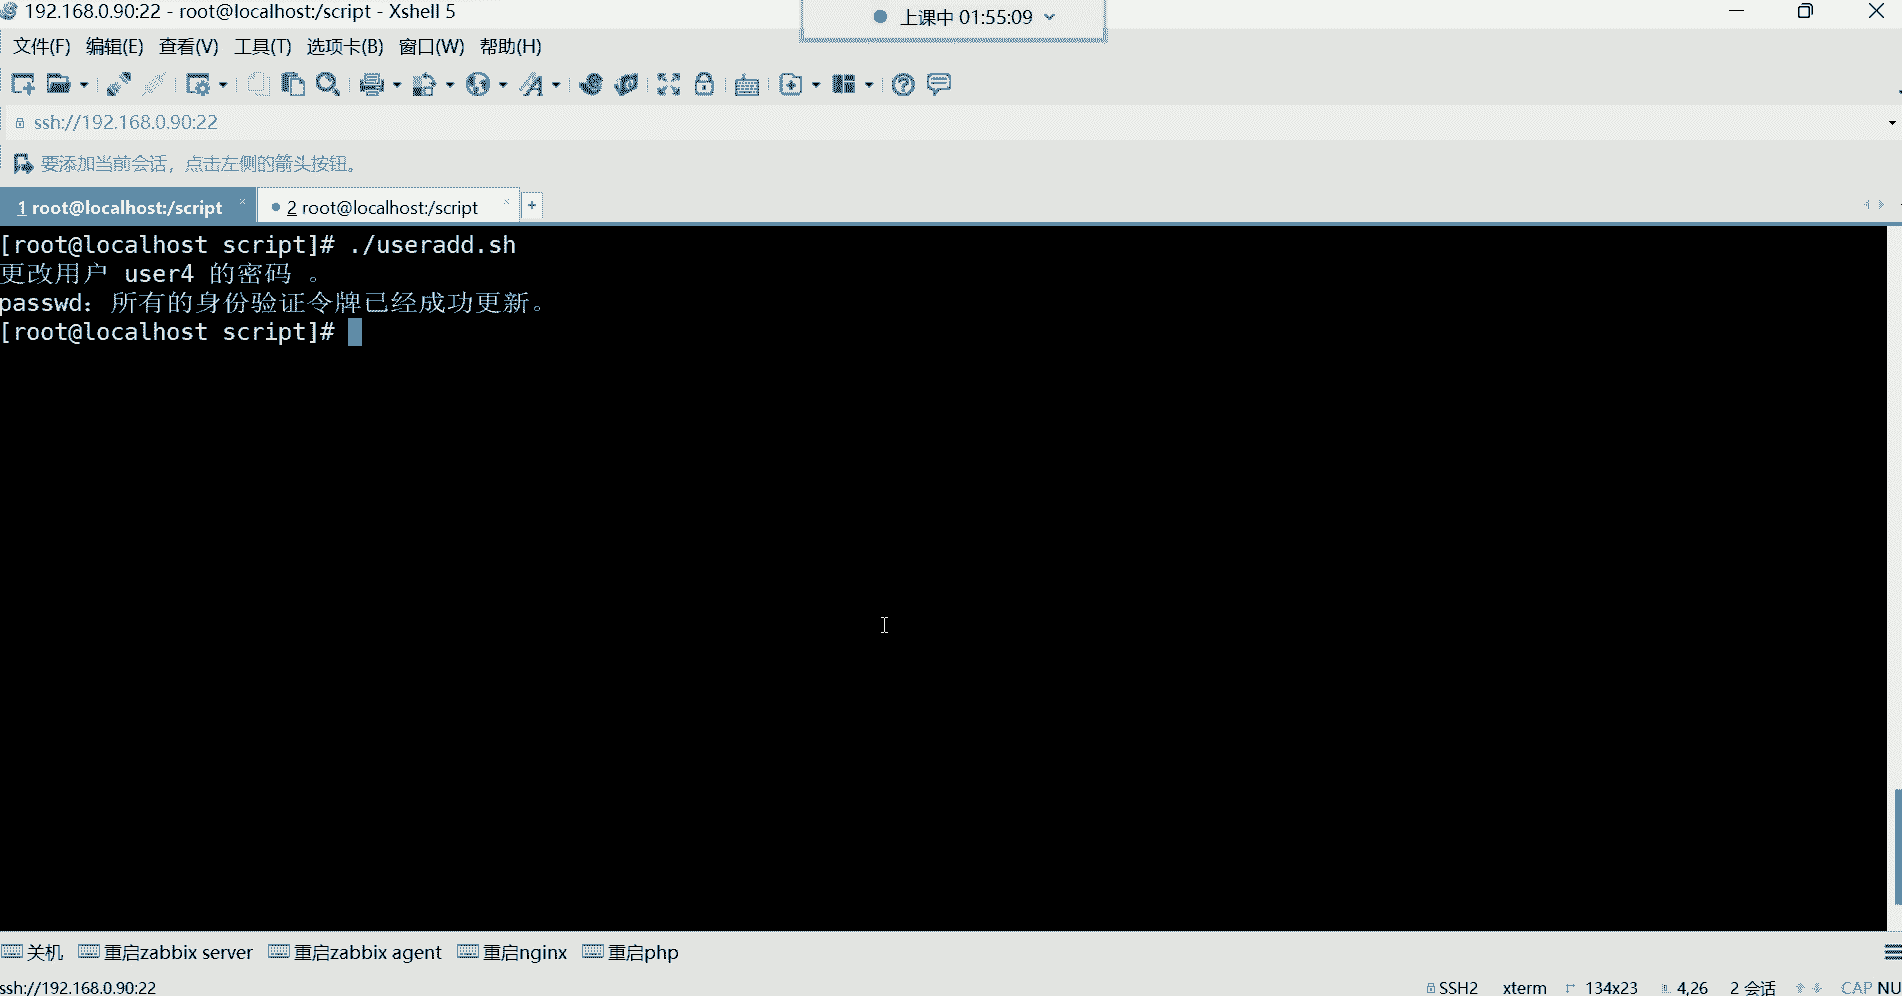 192.168.0.90:22 - root@localhost:/script - Xshell 5
上课中 01:55:09
文件(F) 编辑(E) 查看(V) 工具(T) 选项卡(B) 窗口(W) 帮助(H)
ssh://192.168.0.90:22
要添加当前会话，点击左侧的箭头按钮。
1 root@localhost:/script × 2 root@localhost:/script × +
[root@localhost script]# ./useradd.sh
更改用户 user4 的密码 。
passwd：所有的身份验证令牌已经成功更新。
[root@localhost script]#
关机 重启zabbix server 重启zabbix agent 重启nginx 重启php
ssh://192.168.0.90:22 SSH2 xterm 134x23 4,26 2 会话 CAP NU